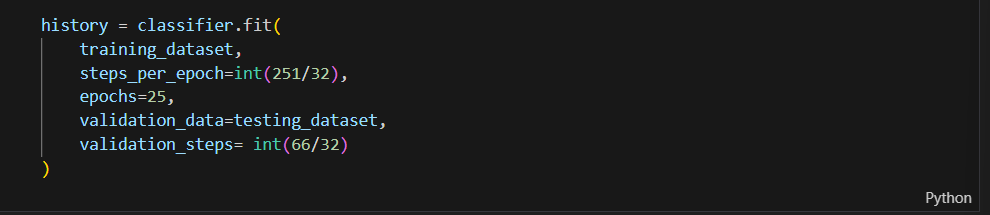 history = classifier.fit(
    training_dataset,
    steps_per_epoch=int(251/32),
    epochs=25,
    validation_data=testing_dataset,
    validation_steps= int(66/32)
)
Python